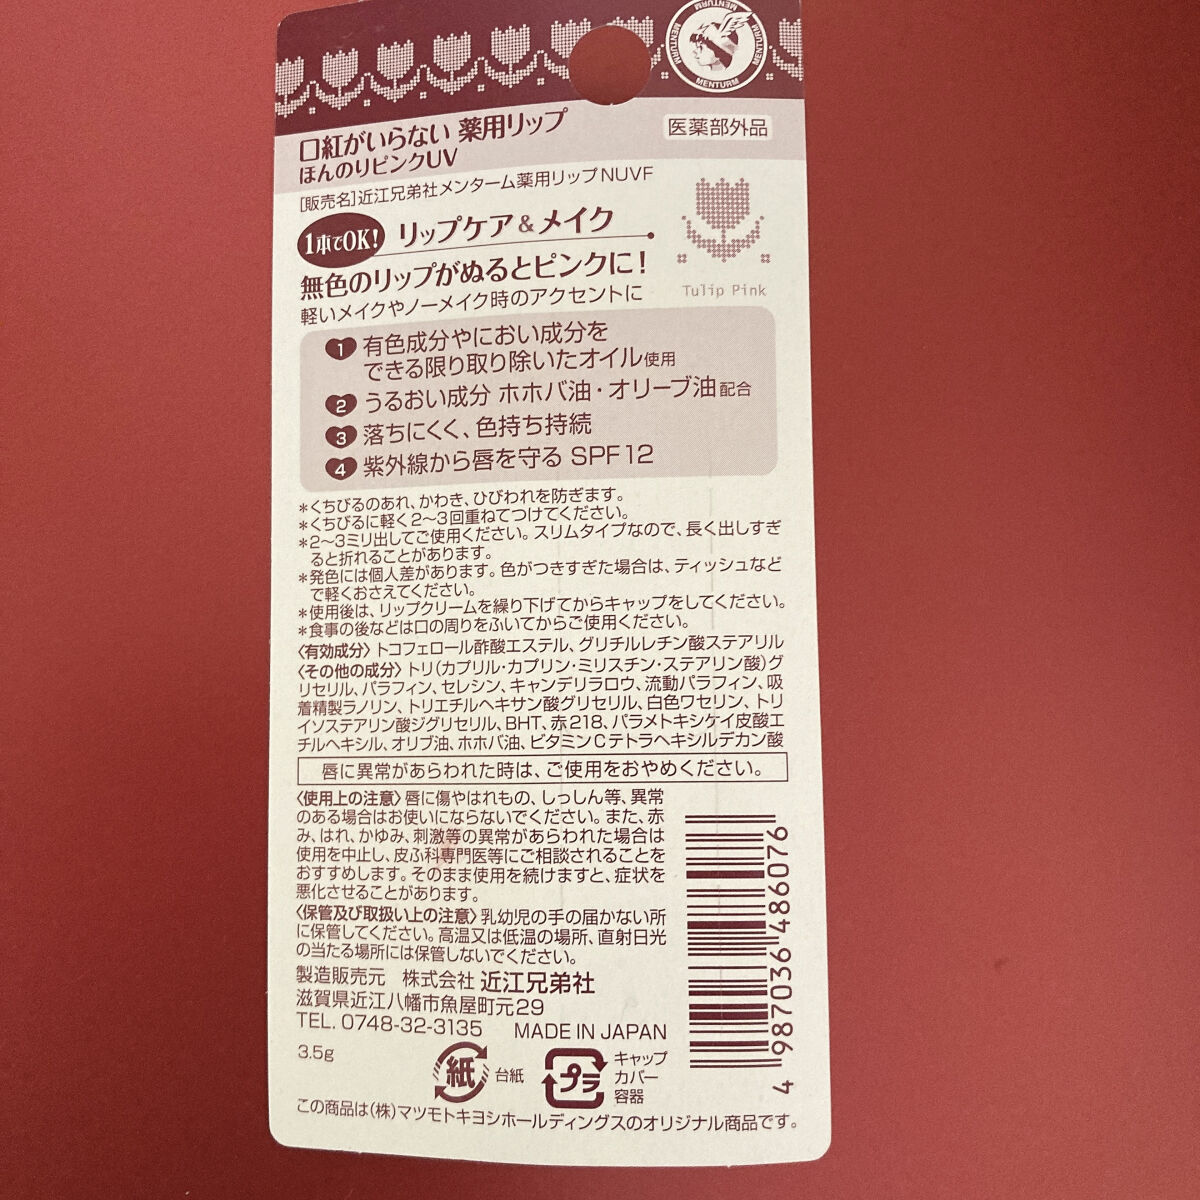 MENTURM MENTURM MENTURM
医薬部外品
口紅がいらない 薬用リップ
ほんのりピンクUV
[販売名]近江兄弟社メンターム薬用リップNUVF
1本でOK! リップケア&メイク
無色のリップがぬるとピンクに!
軽いメイクやノーメイク時のアクセントに
Tulip Pink
1 有色成分やにおい成分を
できる限り取り除いたオイル使用
2 うるおい成分 ホホバ油・オリーブ油配合
3 落ちにくく、色持ち持続
4 紫外線から唇を守る SPF12
*くちびるのあれ、かわき、ひびわれを防ぎます。
*くちびるに軽く2〜3回重ねてつけてください。
*2〜3ミリ出してご使用ください。スリムタイプなので、長く出しすぎ
ると折れることがあります。
*発色には個人差があります。色がつきすぎた場合は、ティッシュなど
で軽くおさえてください。
*使用後は、リップクリームを繰り下げてからキャップをしてください。
*食事の後などは口の周りをふいてからご使用ください。
〈有効成分〉トコフェロール酢酸エステル、グリチルレチン酸ステアリル
〈その他の成分〉トリ(カプリル・カプリン・ミリスチン・ステアリン酸)グ
リセリル、パラフィン、セレシン、キャンデリラロウ、流動パラフィン、吸
着精製ラノリン、トリエチルヘキサン酸グリセリル、白色ワセリン、トリ
イソステアリン酸ジグリセリル、BHT、赤218、パラメトキシケイ皮酸エ
チルヘキシル、オリブ油、ホホバ油、ビタミンCテトラヘキシルデカン酸
唇に異常があらわれた時は、ご使用をおやめください。
〈使用上の注意〉唇に傷やはれもの、しっしん等、異常
のある場合はお使いにならないでください。また、赤
み、はれ、かゆみ、刺激等の異常があらわれた場合は
使用を中止し、皮ふ科専門医等にご相談されることを
おすすめします。そのまま使用を続けますと、症状を
悪化させることがあります。
〈保管及び取扱い上の注意〉乳幼児の手の届かない所
に保管してください。高温又は低温の場所、直射日光
の当たる場所には保管しないでください。
製造販売元 株式会社 近江兄弟社
滋賀県近江八幡市魚屋町元29
TEL. 0748-32-3135 MADE IN JAPAN
4 987036 486076
3.5g
紙 台紙
プラ キャップ
カバー
容器
この商品は(株)マツモトキヨシホールディングスのオリジナル商品です。